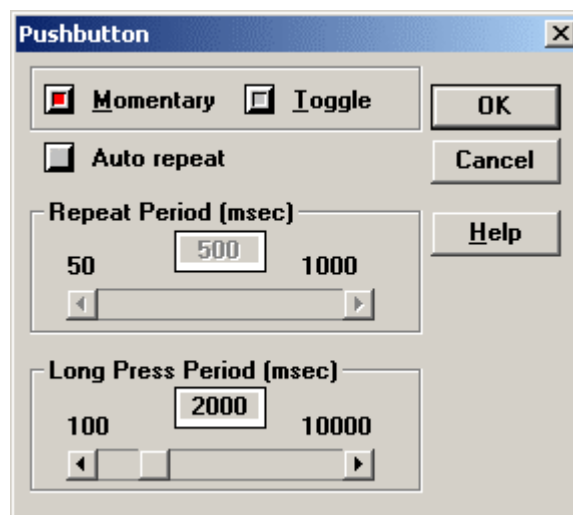 Pushbutton
Momentary Toggle
OK
Auto repeat
Cancel
Repeat Period (msec)
50 500 1000
Help
Long Press Period (msec)
100 2000 10000